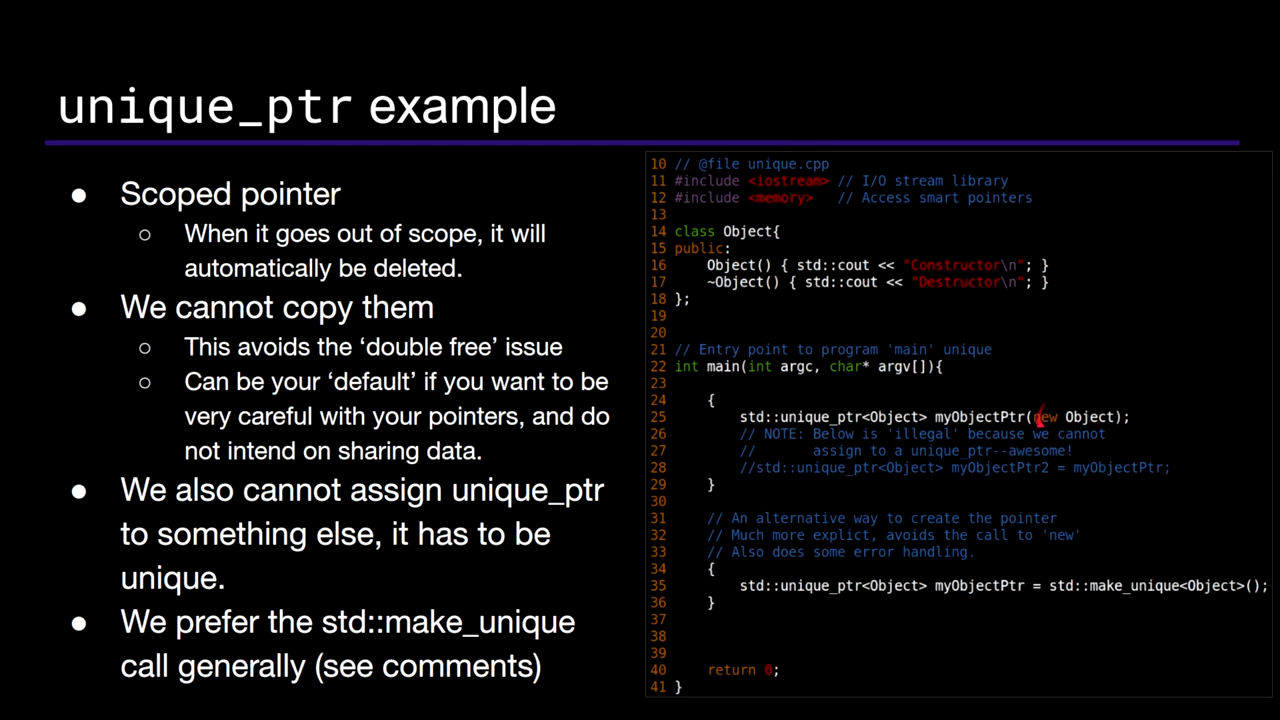 unique_ptr example
● Scoped pointer
○ When it goes out of scope, it will
automatically be deleted.
● We cannot copy them
○ This avoids the ‘double free’ issue
○ Can be your ‘default’ if you want to be
very careful with your pointers, and do
not intend on sharing data.
● We also cannot assign unique_ptr
to something else, it has to be
unique.
● We prefer the std::make_unique
call generally (see comments)
10 // @file unique.cpp
11 #include <iostream> // I/O stream library
12 #include <memory>   // Access smart pointers
13
14 class Object{
15 public:
16     Object() { std::cout << "Constructor\n"; }
17     ~Object() { std::cout << "Destructor\n"; }
18 };
19
20
21 // Entry point to program 'main' unique
22 int main(int argc, char* argv[]){
23
24     {
25         std::unique_ptr<Object> myObjectPtr(new Object);
26         // NOTE: Below is 'illegal' because we cannot
27         //       assign to a unique_ptr--awesome!
28         //std::unique_ptr<Object> myObjectPtr2 = myObjectPtr;
29     }
30
31     // An alternative way to create the pointer
32     // Much more explict, avoids the call to 'new'
33     // Also does some error handling.
34     {
35         std::unique_ptr<Object> myObjectPtr = std::make_unique<Object>();
36     }
37
38
39
40     return 0;
41 }